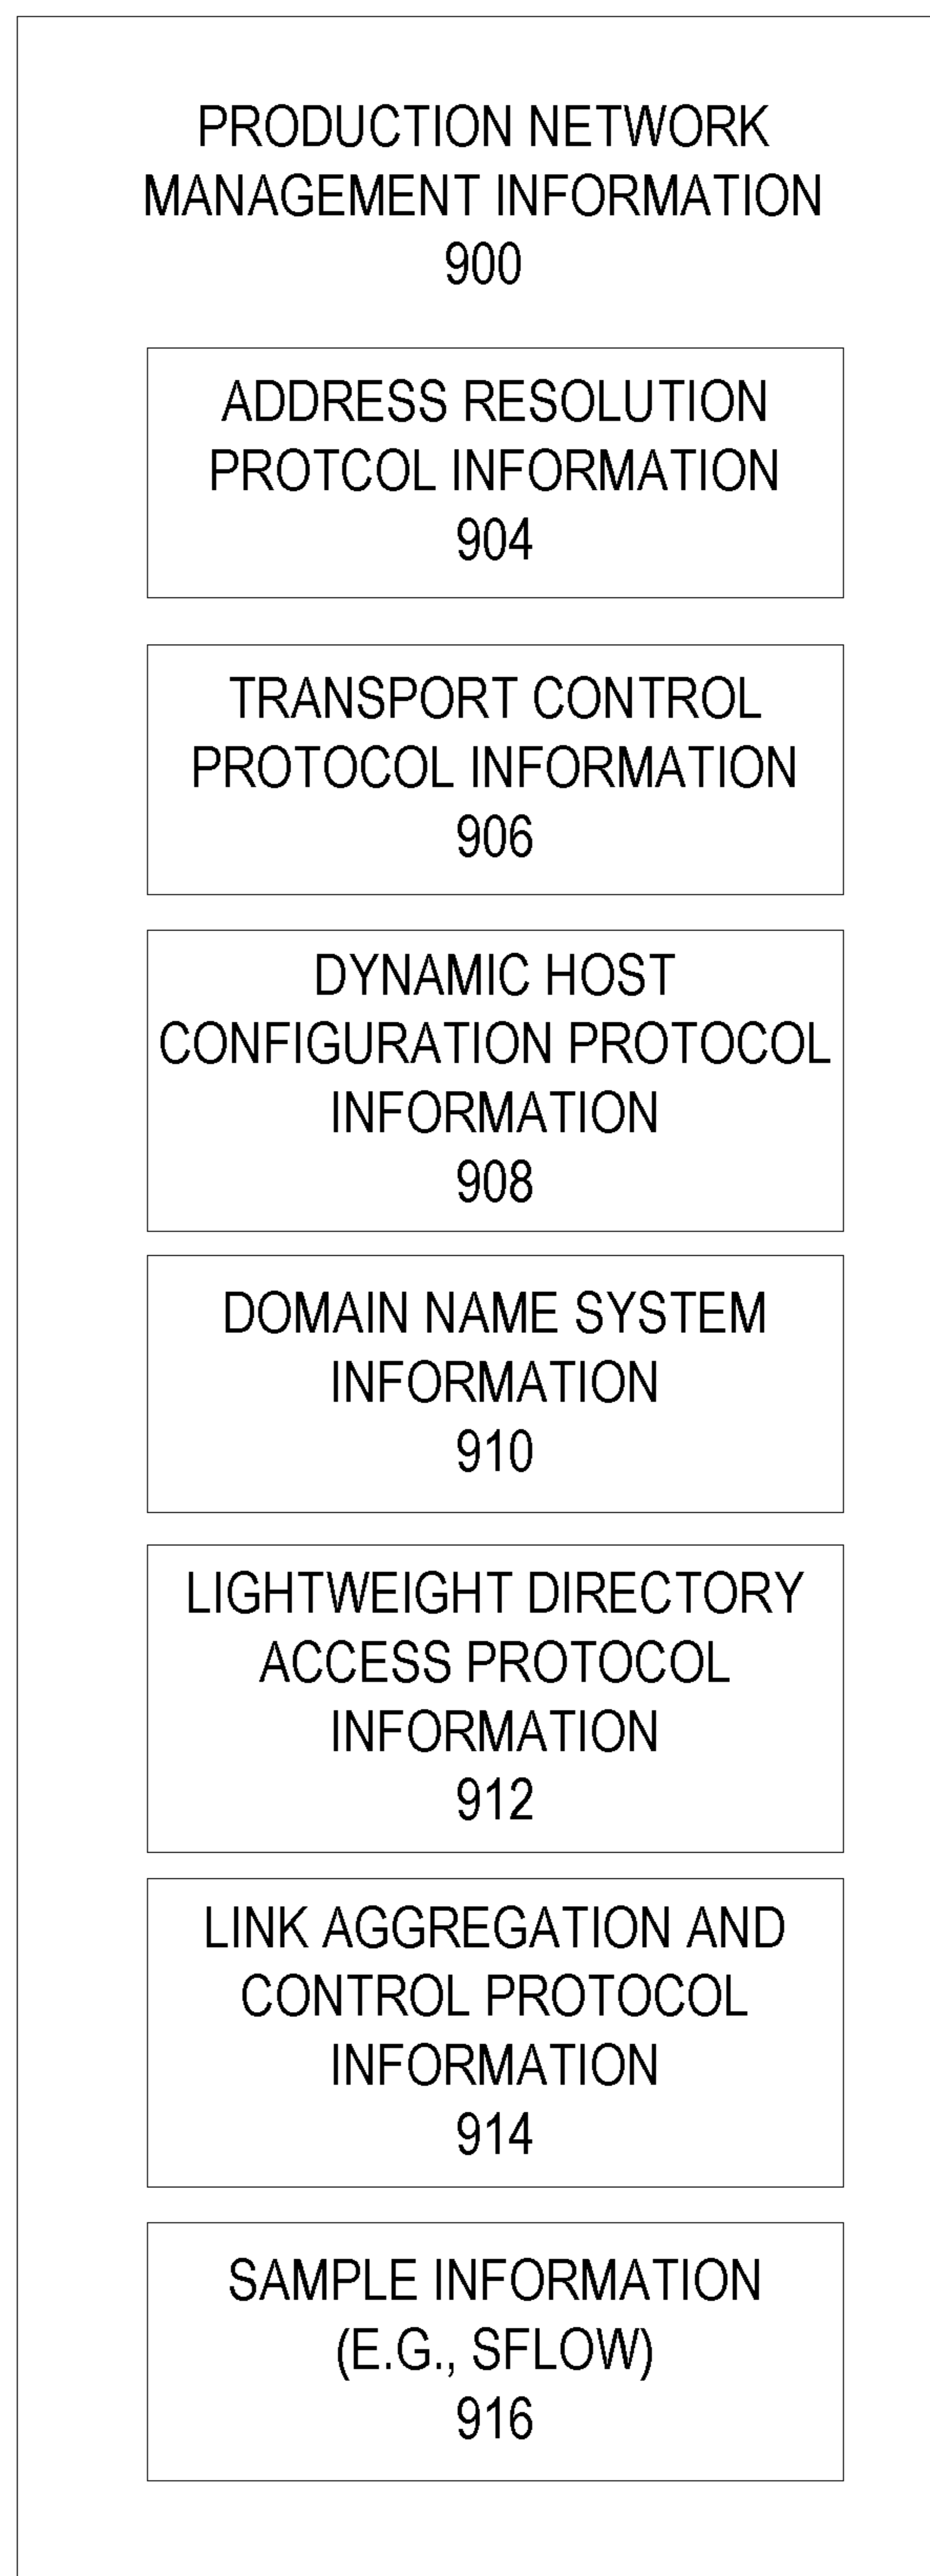 PRODUCTION NETWORK
MANAGEMENT INFORMATION
900
ADDRESS RESOLUTION
PROTCOL INFORMATION
904
TRANSPORT CONTROL
PROTOCOL INFORMATION
906
DYNAMIC HOST
CONFIGURATION PROTOCOL
INFORMATION
908
DOMAIN NAME SYSTEM
INFORMATION
910
LIGHTWEIGHT DIRECTORY
ACCESS PROTOCOL
INFORMATION
912
LINK AGGREGATION AND
CONTROL PROTOCOL
INFORMATION
914
SAMPLE INFORMATION
(E.G., SFLOW)
916